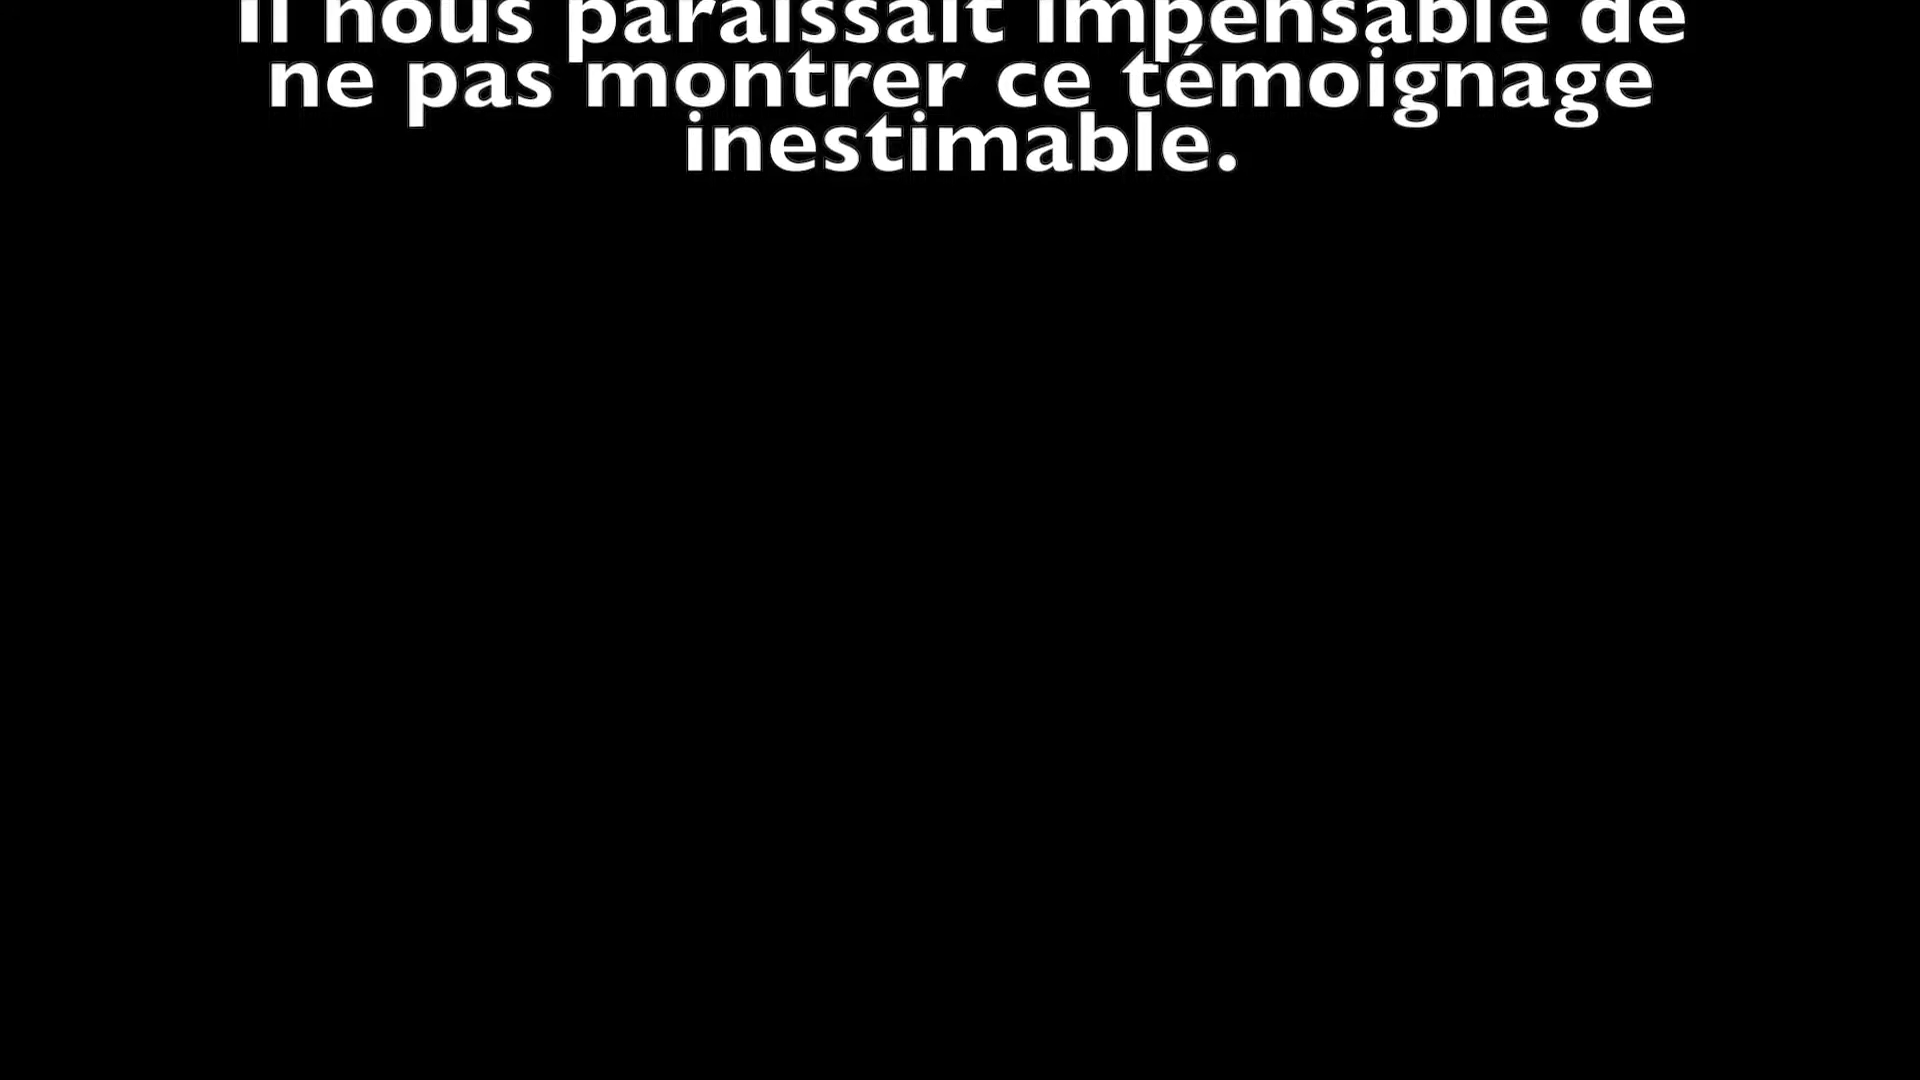 Il nous paraissait impensable de
ne pas montrer ce témoignage
inestimable.